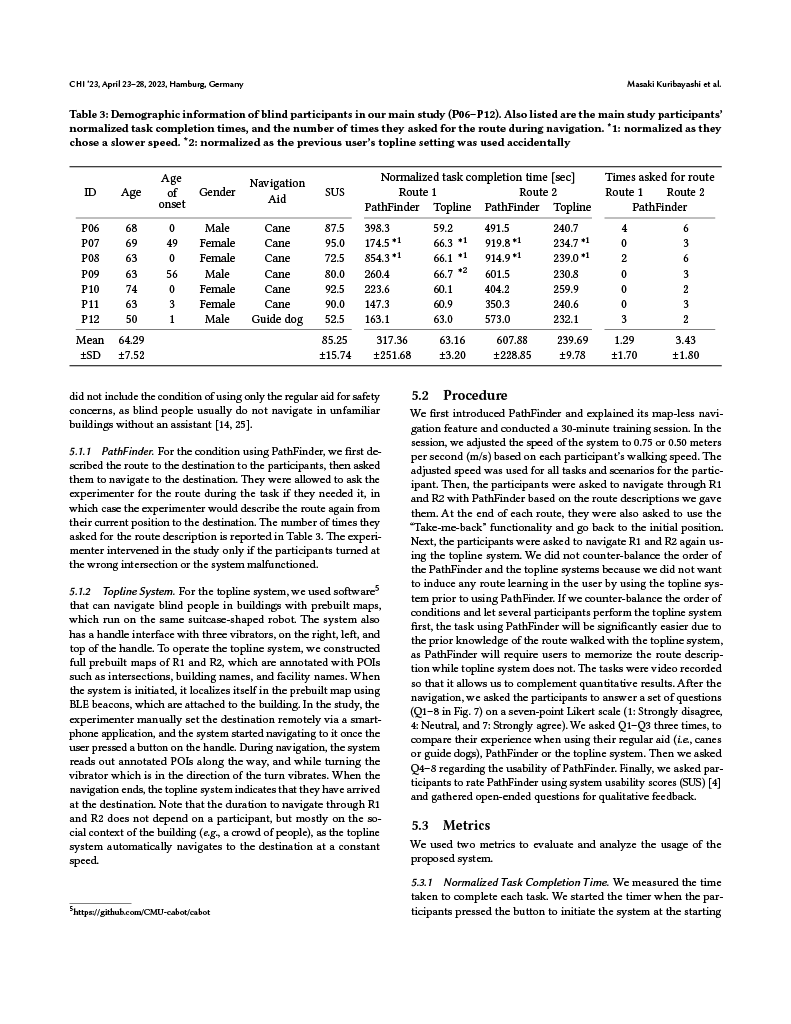 CHI '23, April 23–28, 2023, Hamburg, Germany
Masaki Kuribayashi et al.
Table 3: Demographic information of blind participants in our main study (P06–P12). Also listed are the main study participants'
normalized task completion times, and the number of times they asked for the route during navigation. *1: normalized as they
chose a slower speed. *2: normalized as the previous user's topline setting was used accidentally
ID Age Age of onset Gender Navigation Aid SUS Normalized task completion time [sec] Times asked for route
Route 1 Route 2 Route 1 Route 2
PathFinder Topline PathFinder Topline PathFinder
P06 68 0 Male Cane 87.5 398.3 59.2 491.5 240.7 4 6
P07 69 49 Female Cane 95.0 174.5 *1 66.3 *1 919.8 *1 234.7 *1 0 3
P08 63 0 Female Cane 72.5 854.3 *1 66.1 *1 914.9 *1 239.0 *1 2 6
P09 63 56 Male Cane 80.0 260.4 66.7 *2 601.5 230.8 0 3
P10 74 0 Female Cane 92.5 223.6 60.1 404.2 259.9 0 2
P11 63 3 Female Cane 90.0 147.3 60.9 350.3 240.6 0 3
P12 50 1 Male Guide dog 52.5 163.1 63.0 573.0 232.1 3 2
Mean 64.29 85.25 317.36 63.16 607.88 239.69 1.29 3.43
±SD ±7.52 ±15.74 ±251.68 ±3.20 ±228.85 ±9.78 ±1.70 ±1.80
did not include the condition of using only the regular aid for safety
concerns, as blind people usually do not navigate in unfamiliar
buildings without an assistant [14, 25].
5.1.1 PathFinder. For the condition using PathFinder, we first de-
scribed the route to the destination to the participants, then asked
them to navigate to the destination. They were allowed to ask the
experimenter for the route during the task if they needed it, in
which case the experimenter would describe the route again from
their current position to the destination. The number of times they
asked for the route description is reported in Table 3. The experi-
menter intervened in the study only if the participants turned at
the wrong intersection or the system malfunctioned.
5.1.2 Topline System. For the topline system, we used software5
that can navigate blind people in buildings with prebuilt maps,
which run on the same suitcase-shaped robot. The system also
has a handle interface with three vibrators, on the right, left, and
top of the handle. To operate the topline system, we constructed
full prebuilt maps of R1 and R2, which are annotated with POIs
such as intersections, building names, and facility names. When
the system is initiated, it localizes itself in the prebuilt map using
BLE beacons, which are attached to the building. In the study, the
experimenter manually set the destination remotely via a smart-
phone application, and the system started navigating to it once the
user pressed a button on the handle. During navigation, the system
reads out annotated POIs along the way, and while turning the
vibrator which is in the direction of the turn vibrates. When the
navigation ends, the topline system indicates that they have arrived
at the destination. Note that the duration to navigate through R1
and R2 does not depend on a participant, but mostly on the so-
cial context of the building (e.g., a crowd of people), as the topline
system automatically navigates to the destination at a constant
speed.
5https://github.com/CMU-cabot/cabot
5.2 Procedure
We first introduced PathFinder and explained its map-less navi-
gation feature and conducted a 30-minute training session. In the
session, we adjusted the speed of the system to 0.75 or 0.50 meters
per second (m/s) based on each participant's walking speed. The
adjusted speed was used for all tasks and scenarios for the partic-
ipant. Then, the participants were asked to navigate through R1
and R2 with PathFinder based on the route descriptions we gave
them. At the end of each route, they were also asked to use the
"Take-me-back" functionality and go back to the initial position.
Next, the participants were asked to navigate R1 and R2 again us-
ing the topline system. We did not counter-balance the order of
the PathFinder and the topline systems because we did not want
to induce any route learning in the user by using the topline sys-
tem prior to using PathFinder. If we counter-balance the order of
conditions and let several participants perform the topline system
first, the task using PathFinder will be significantly easier due to
the prior knowledge of the route walked with the topline system,
as PathFinder will require users to memorize the route descrip-
tion while topline system does not. The tasks were video recorded
so that it allows us to complement quantitative results. After the
navigation, we asked the participants to answer a set of questions
(Q1–8 in Fig. 7) on a seven-point Likert scale (1: Strongly disagree,
4: Neutral, and 7: Strongly agree). We asked Q1–Q3 three times, to
compare their experience when using their regular aid (i.e., canes
or guide dogs), PathFinder or the topline system. Then we asked
Q4–8 regarding the usability of PathFinder. Finally, we asked par-
ticipants to rate PathFinder using system usability scores (SUS) [4]
and gathered open-ended questions for qualitative feedback.
5.3 Metrics
We used two metrics to evaluate and analyze the usage of the
proposed system.
5.3.1 Normalized Task Completion Time. We measured the time
taken to complete each task. We started the timer when the par-
ticipants pressed the button to initiate the system at the starting